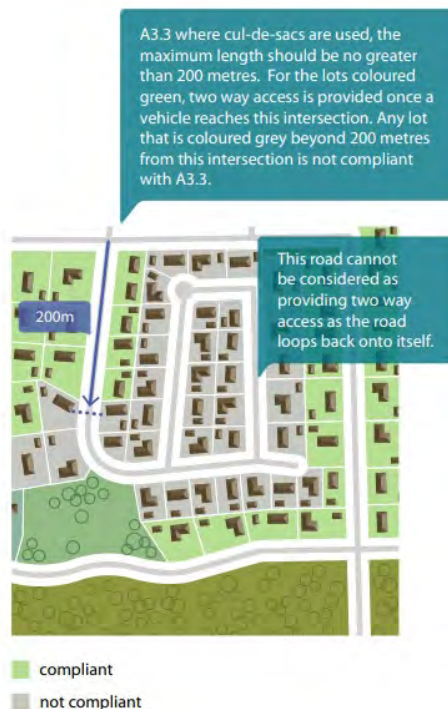 A3.3 where cul-de-sacs are used, the
maximum length should be no greater
than 200 metres. For the lots coloured
green, two way access is provided once a
vehicle reaches this intersection. Any lot
that is coloured grey beyond 200 metres
from this intersection is not compliant
with A3.3.
This road cannot
be considered as
providing two way
access as the road
loops back onto itself.
200m
compliant
not compliant